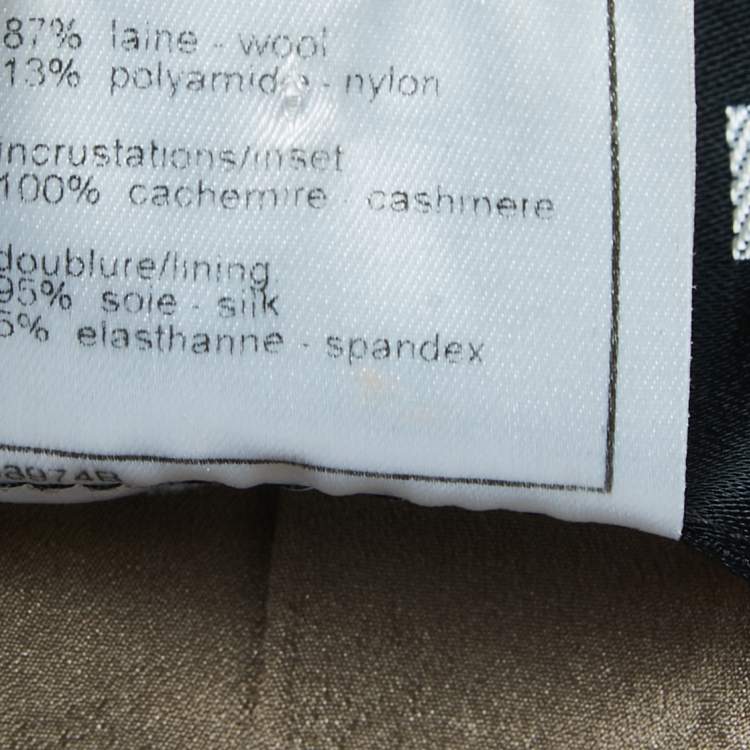 87% laine - wool
13% polyamide - nylon
incrustations/inset
100% cachemire - cashmere
doublure/lining
95% soie - silk
5% elasthanne - spandex